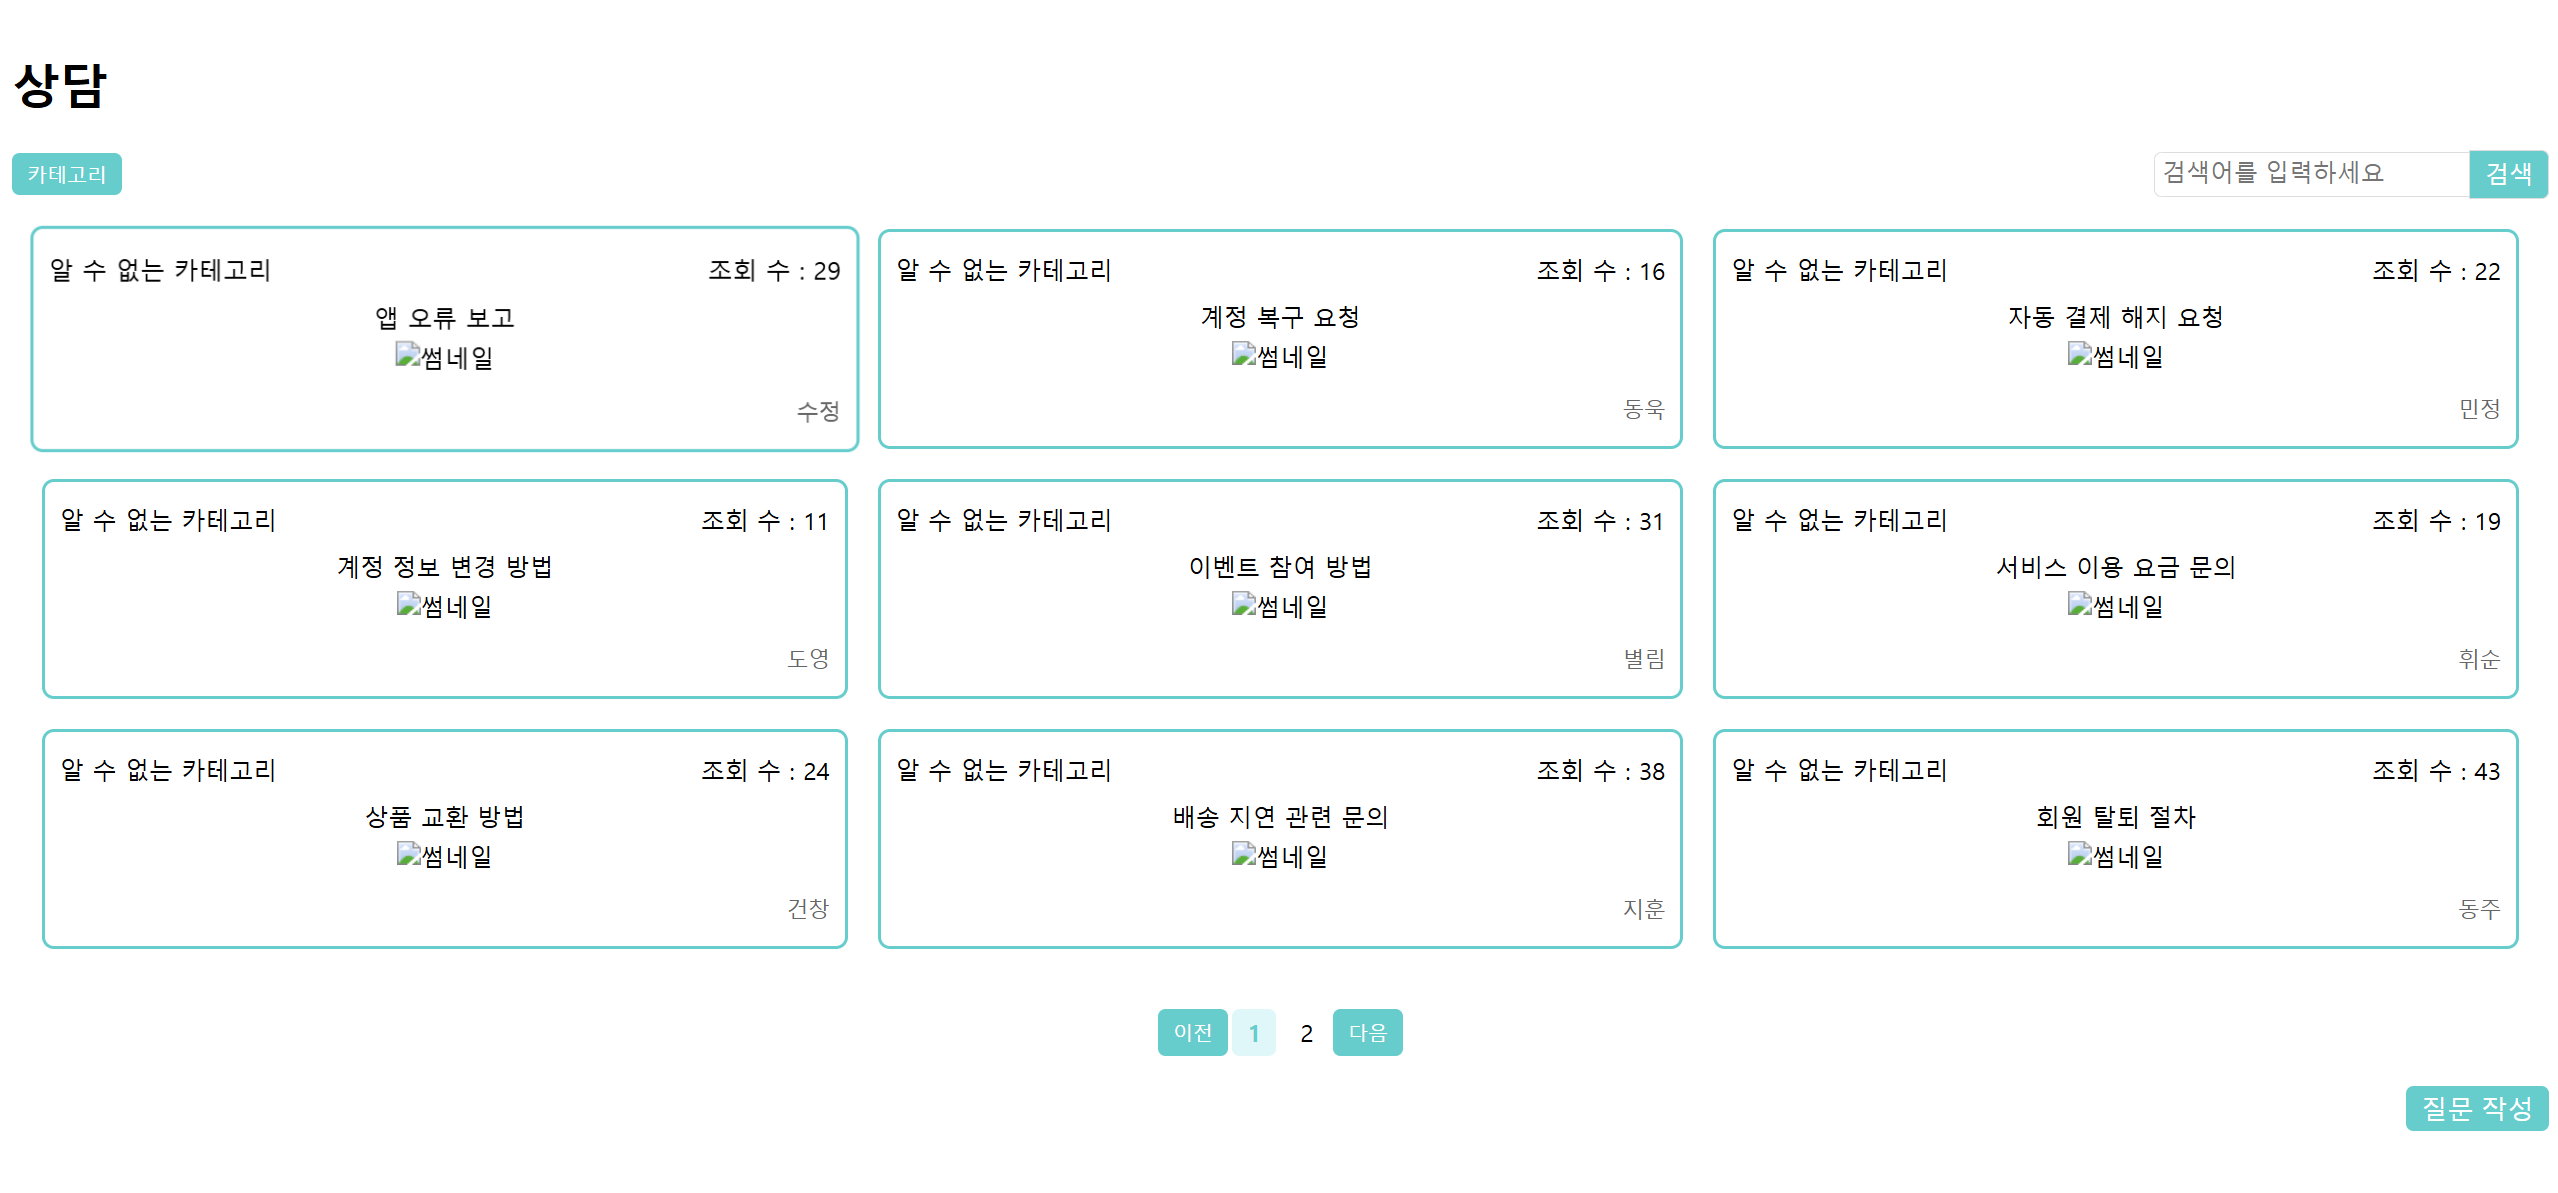 상담
카테고리
검색어를 입력하세요 검색
알 수 없는 카테고리 조회 수 : 29
앱 오류 보고
썸네일
수정
알 수 없는 카테고리 조회 수 : 16
계정 복구 요청
썸네일
동욱
알 수 없는 카테고리 조회 수 : 22
자동 결제 해지 요청
썸네일
민정
알 수 없는 카테고리 조회 수 : 11
계정 정보 변경 방법
썸네일
도영
알 수 없는 카테고리 조회 수 : 31
이벤트 참여 방법
썸네일
별림
알 수 없는 카테고리 조회 수 : 19
서비스 이용 요금 문의
썸네일
휘순
알 수 없는 카테고리 조회 수 : 24
상품 교환 방법
썸네일
건창
알 수 없는 카테고리 조회 수 : 38
배송 지연 관련 문의
썸네일
지훈
알 수 없는 카테고리 조회 수 : 43
회원 탈퇴 절차
썸네일
동주
이전 1 2 다음
질문 작성